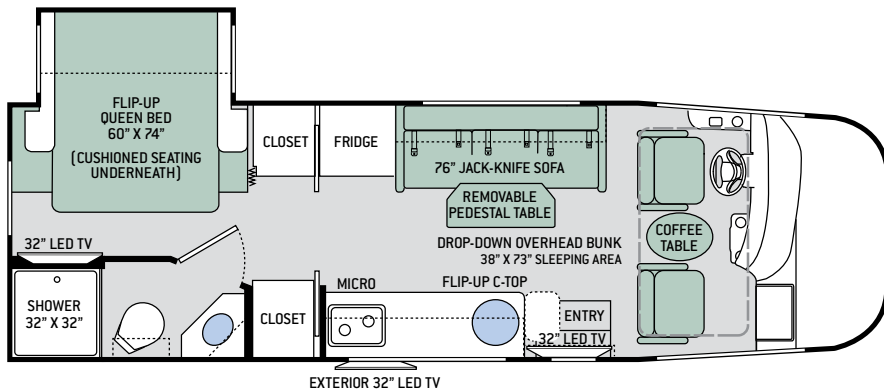 FLIP-UP
QUEEN BED
60" X 74"
(CUSHIONED SEATING
UNDERNEATH)
CLOSET
FRIDGE
76" JACK-KNIFE SOFA
REMOVABLE
PEDESTAL TABLE
COFFEE
TABLE
DROP-DOWN OVERHEAD BUNK
38" X 73" SLEEPING AREA
32" LED TV
SHOWER
32" X 32"
CLOSET
MICRO
FLIP-UP C-TOP
ENTRY
32" LED TV
EXTERIOR 32" LED TV